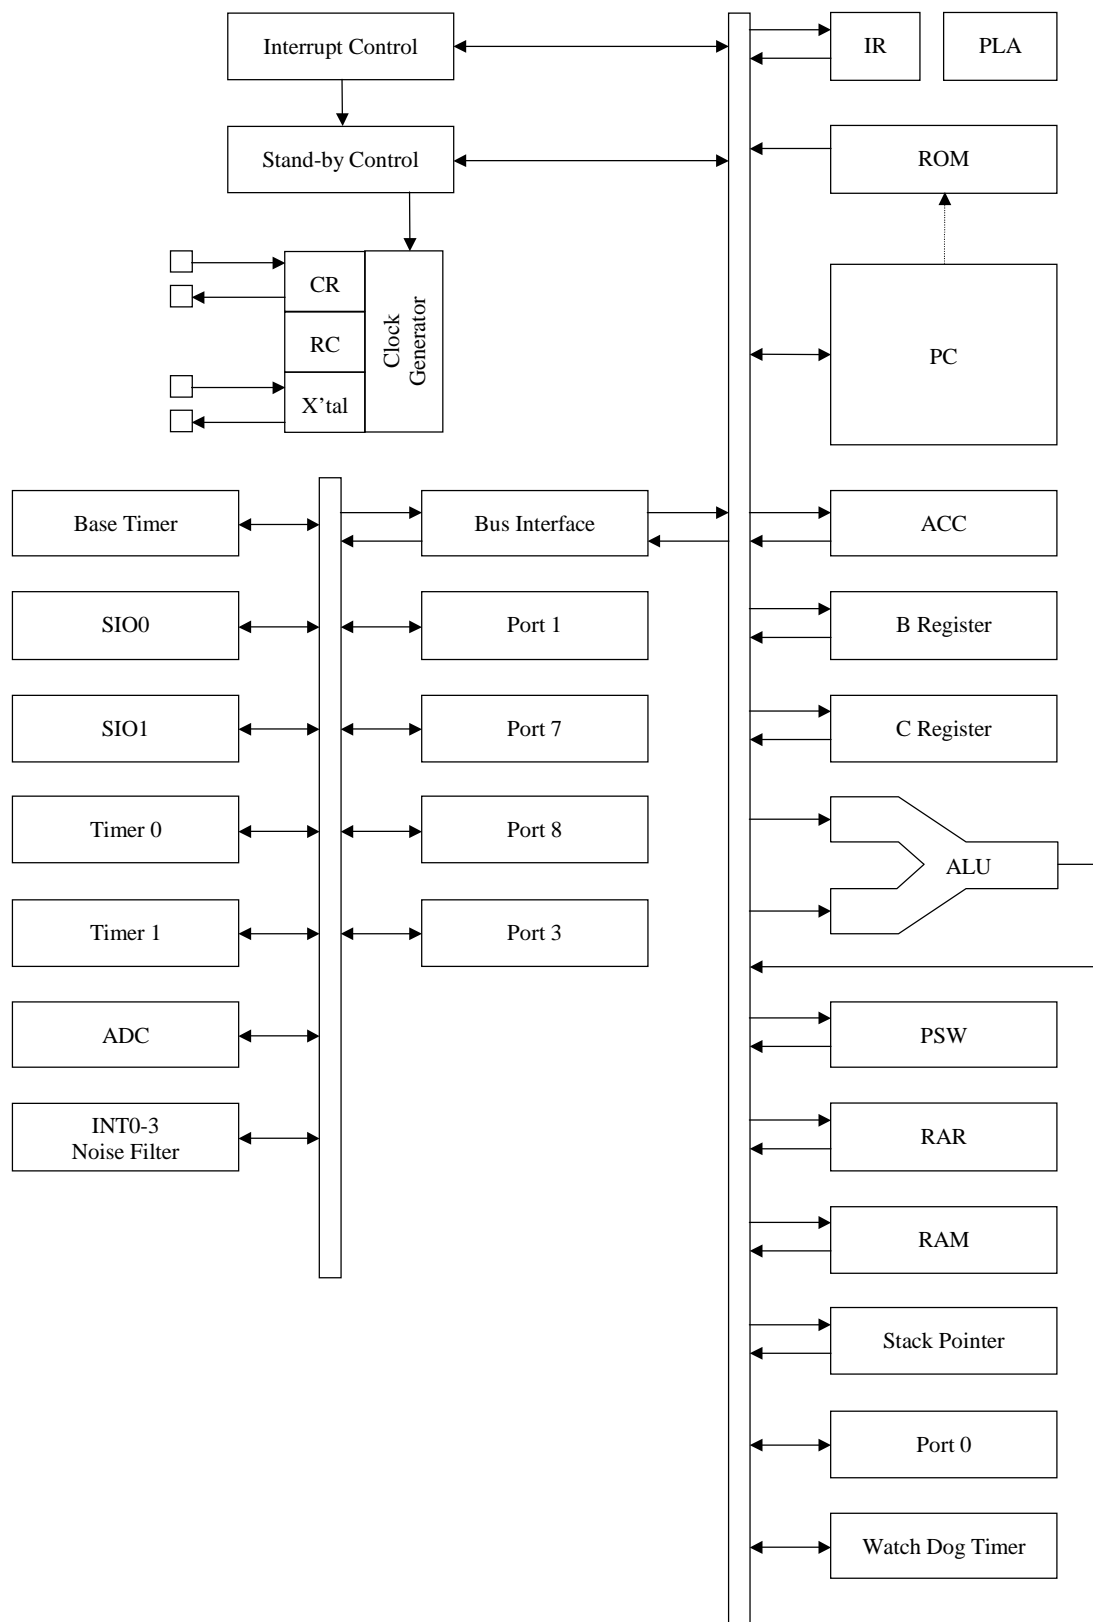 Interrupt Control
IR
PLA
Stand-by Control
ROM
CR
RC
X’tal
Clock
Generator
PC
Base Timer
Bus Interface
ACC
SIO0
Port 1
B Register
SIO1
Port 7
C Register
Timer 0
Port 8
ALU
Timer 1
Port 3
ADC
PSW
INT0-3
Noise Filter
RAR
RAM
Stack Pointer
Port 0
Watch Dog Timer